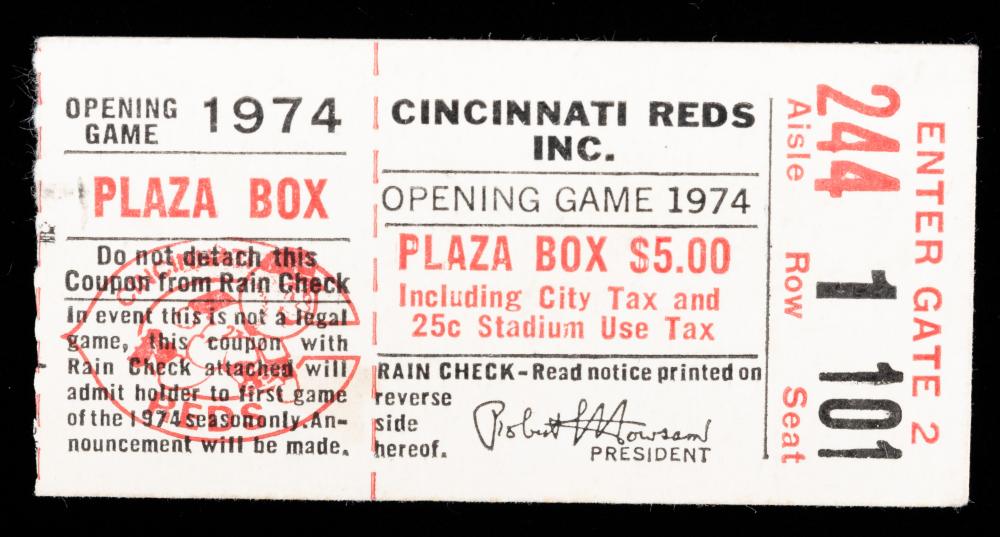 OPENING GAME 1974
PLAZA BOX
Do not detach this
Coupon from Rain Check
In event this is not a legal
game, this coupon with
Rain Check attached will
admit holder to first game
of the 1974 season only. An-
nouncement will be made.
CINCINNATI
REDS
CINCINNATI REDS
INC.
OPENING GAME 1974
PLAZA BOX $5.00
Including City Tax and
25c Stadium Use Tax
RAIN CHECK-Read notice printed on
reverse
side
hereof.
Robert L Howsam
PRESIDENT
Aisle 244
Row 1
Seat 101
ENTER GATE 2